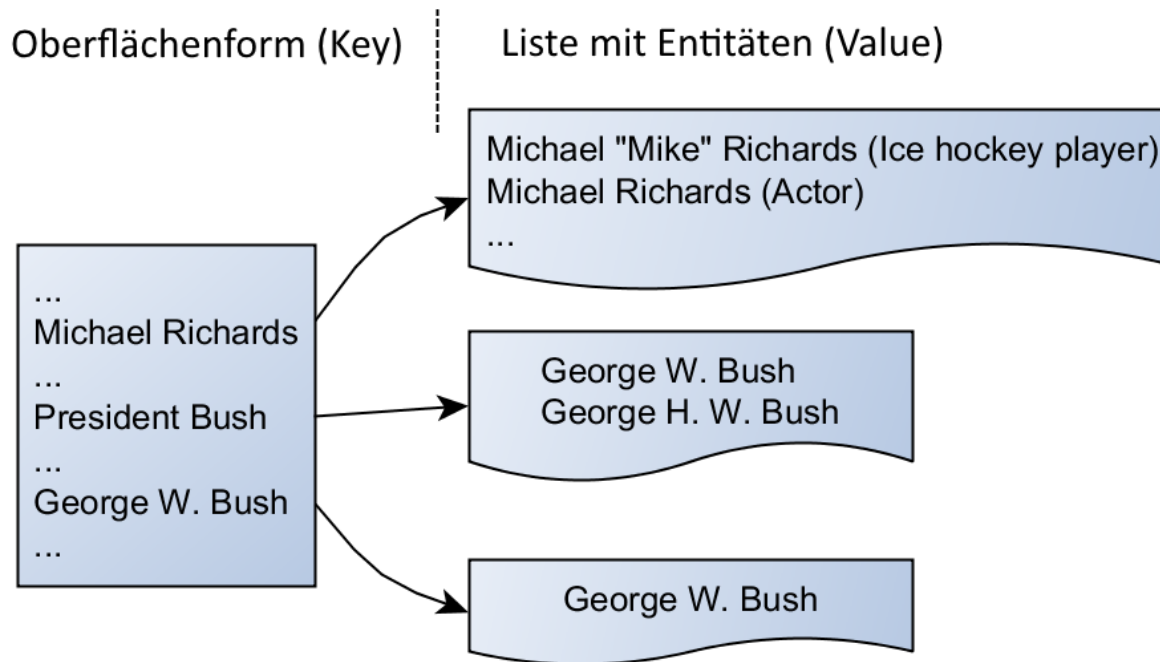 Oberflächenform (Key)
Liste mit Entitäten (Value)
...
Michael Richards
...
President Bush
...
George W. Bush
...
Michael "Mike" Richards (Ice hockey player)
Michael Richards (Actor)
...
George W. Bush
George H. W. Bush
George W. Bush